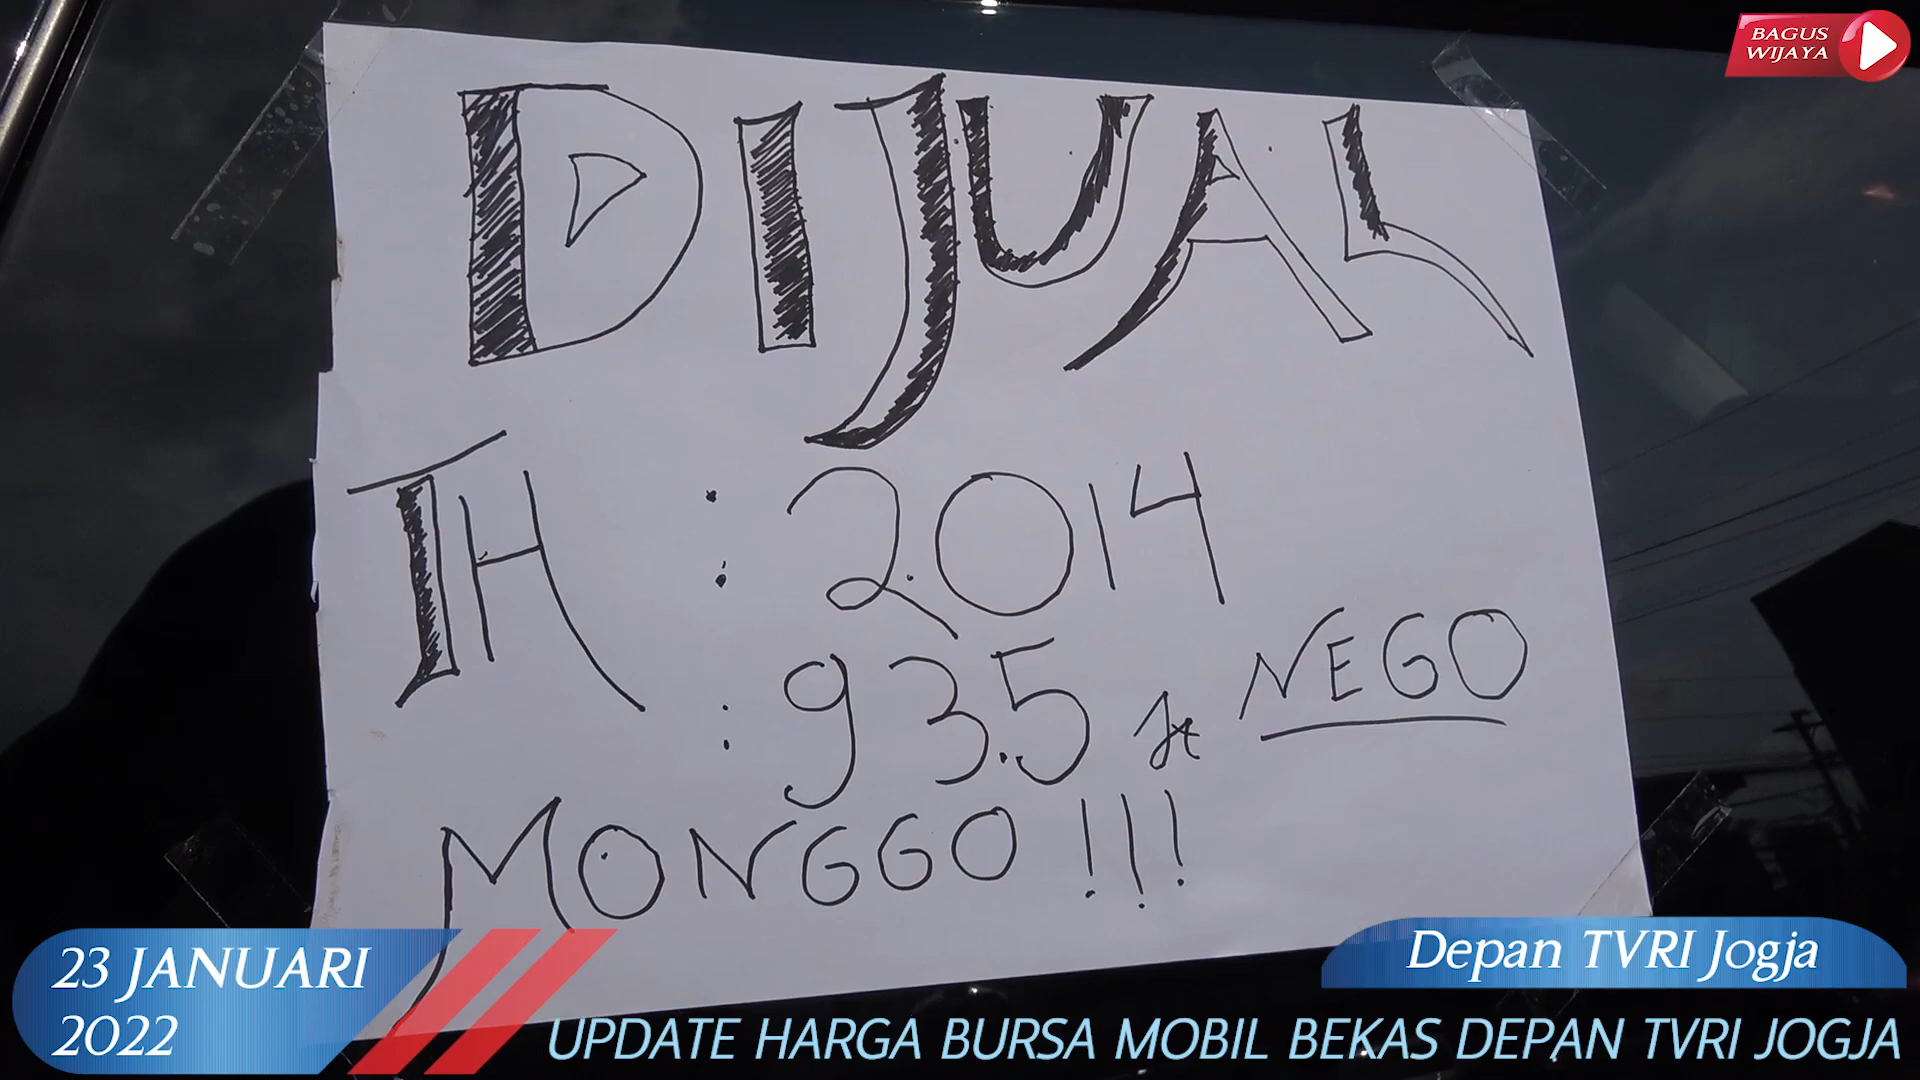 BAGUS
WIJAYA
DIJUAL
TH : 2014
: 93.5 Jt NEGO
MONGGO !!!
23 JANUARI
2022
Depan TVRI Jogja
UPDATE HARGA BURSA MOBIL BEKAS DEPAN TVRI JOGJA